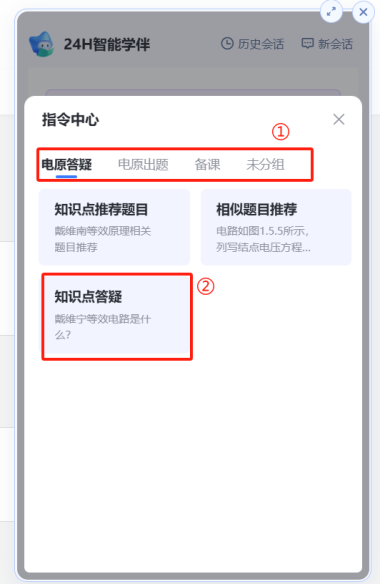 24H智能学伴
历史会话
新会话
指令中心
①
电原答疑
电原出题
备课
未分组
知识点推荐题目
戴维南等效原理相关
题目推荐
相似题目推荐
电路如图1.5.5所示,
列写结点电压方程...
②
知识点答疑
戴维宁等效电路是什
么?